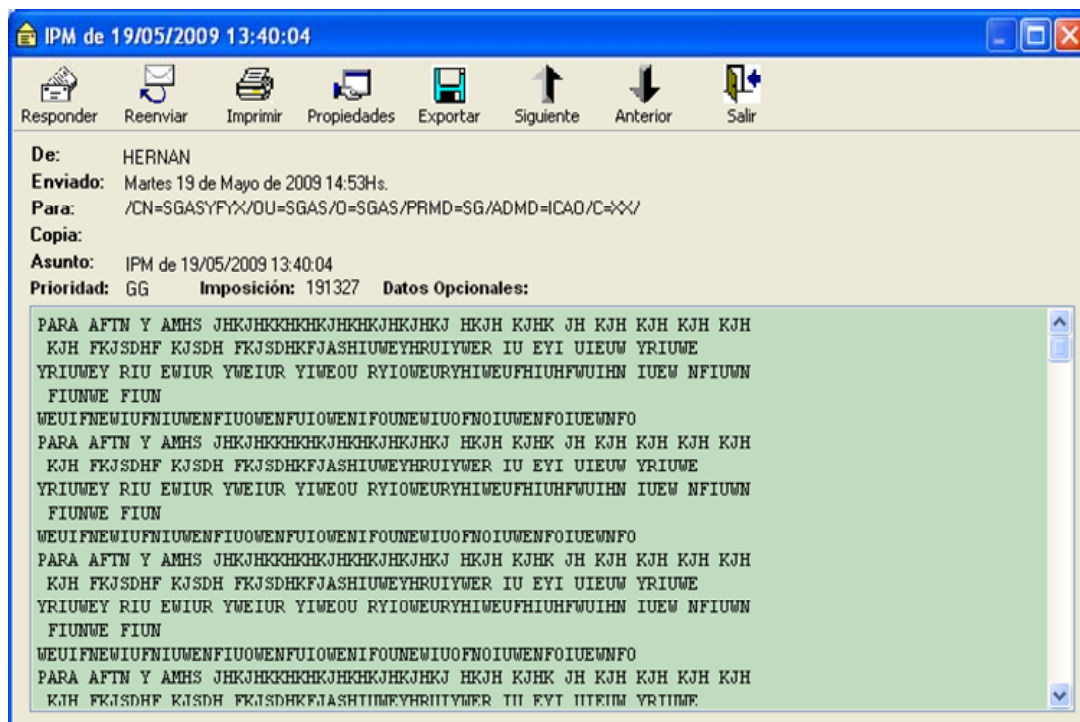 IPM de 19/05/2009 13:40:04
Responder Reenviar Imprimir Propiedades Exportar Siguiente Anterior Salir
De: HERNAN
Enviado: Martes 19 de Mayo de 2009 14:53Hs.
Para: /CN=SGASYFYX/OU=SGAS/O=SGAS/PRMD=SG/ADMD=ICAO/C=XX/
Copia:
Asunto: IPM de 19/05/2009 13:40:04
Prioridad: GG Imposición: 191327 Datos Opcionales:
PARA AFTN Y AMHS JHKJHKKHKHKJHKHKJHKJHKJ HKJH KJHK JH KJH KJH KJH KJH
KJH FKJSDHF KJSDH FKJSDHKFJASHIUWEYHRUIYWER IU EYI UIEUW YRIUWE
YRIUWEY RIU EWIUR YWEIUR YIWEOU RYIOWEURYHIWEUFHIUHFWUIHN IUEW NFIUWN
FIUNWE FIUN
WEUIFNEWIUFNIUWENFIUOWENFUIOWENIFOUNEWIUOFNOIUWENFOIUEWNFO
PARA AFTN Y AMHS JHKJHKKHKHKJHKHKJHKJHKJ HKJH KJHK JH KJH KJH KJH KJH
KJH FKJSDHF KJSDH FKJSDHKFJASHIUWEYHRUIYWER IU EYI UIEUW YRIUWE
YRIUWEY RIU EWIUR YWEIUR YIWEOU RYIOWEURYHIWEUFHIUHFWUIHN IUEW NFIUWN
FIUNWE FIUN
WEUIFNEWIUFNIUWENFIUOWENFUIOWENIFOUNEWIUOFNOIUWENFOIUEWNFO
PARA AFTN Y AMHS JHKJHKKHKHKJHKHKJHKJHKJ HKJH KJHK JH KJH KJH KJH KJH
KJH FKJSDHF KJSDH FKJSDHKFJASHIUWEYHRUIYWER IU EYI UIEUW YRIUWE
YRIUWEY RIU EWIUR YWEIUR YIWEOU RYIOWEURYHIWEUFHIUHFWUIHN IUEW NFIUWN
FIUNWE FIUN
WEUIFNEWIUFNIUWENFIUOWENFUIOWENIFOUNEWIUOFNOIUWENFOIUEWNFO
PARA AFTN Y AMHS JHKJHKKHKHKJHKHKJHKJHKJ HKJH KJHK JH KJH KJH KJH KJH
KJH FKJSDHF KJSDH FKJSDHKFJASHIUWEYHRUIYWER IU EYI UIEUW YRIUWE